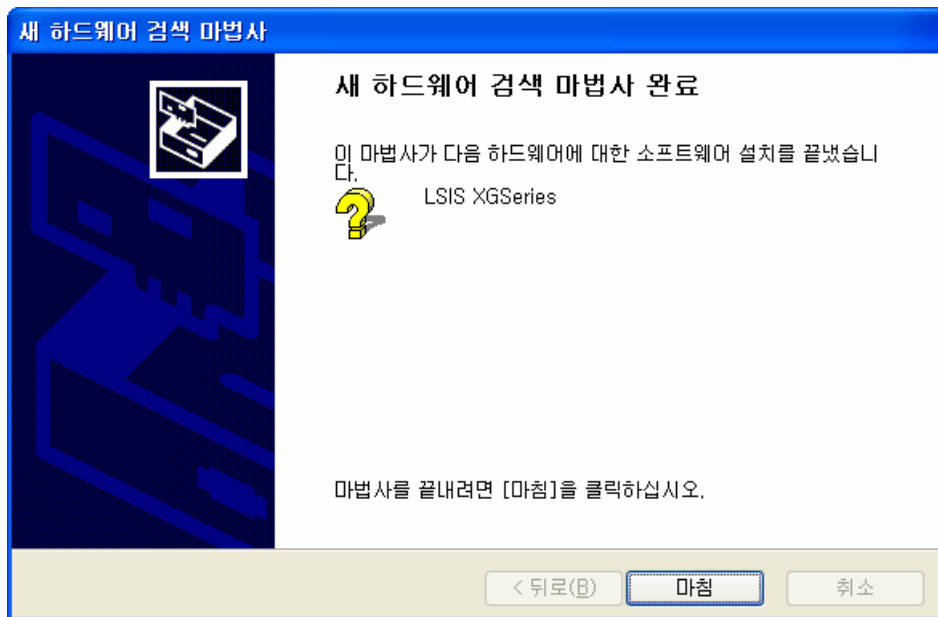 새 하드웨어 검색 마법사
새 하드웨어 검색 마법사 완료
이 마법사가 다음 하드웨어에 대한 소프트웨어 설치를 끝냈습니
다.
LSIS XGSeries
마법사를 끝내려면 [마침]을 클릭하십시오.
< 뒤로(B) 마침 취소